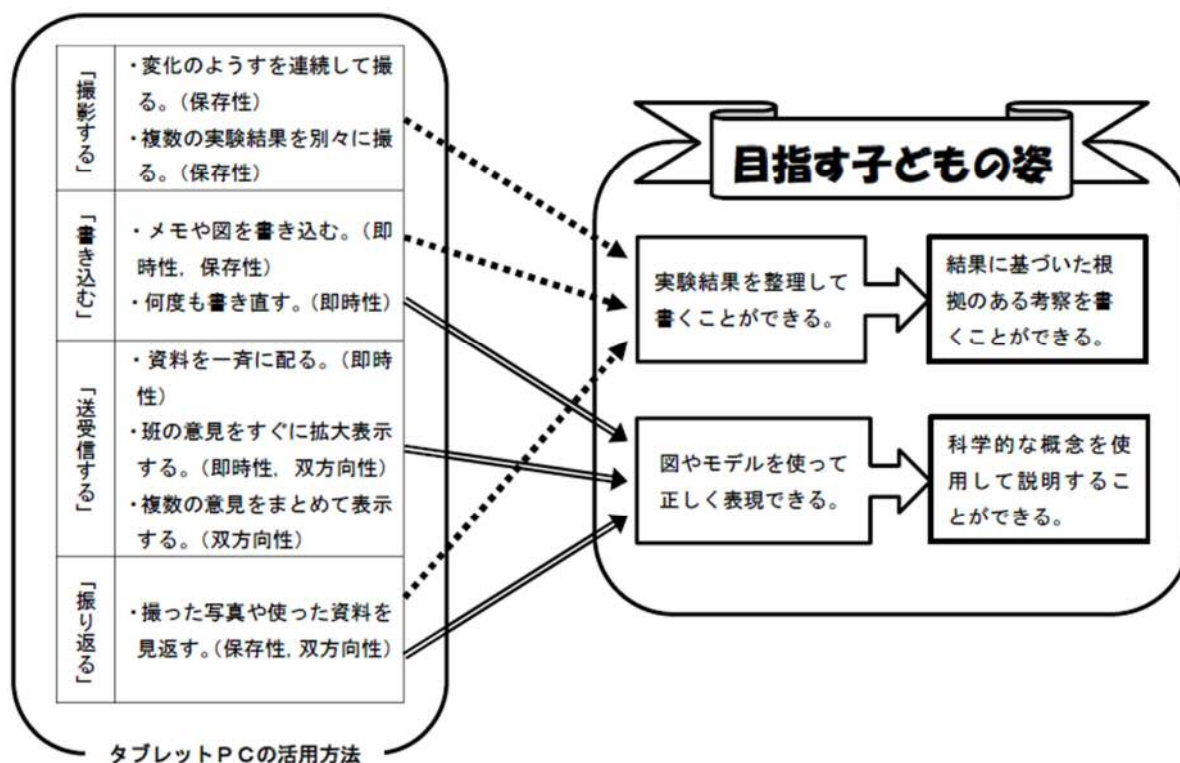 「撮影する」
・変化のようすを連続して撮
る。（保存性）
・複数の実験結果を別々に撮
る。（保存性）
「書き込む」
・メモや図を書き込む。（即
時性，保存性）
・何度も書き直す。（即時性）
「送受信する」
・資料を一斉に配る。（即時
性）
・班の意見をすぐに拡大表示
する。（即時性，双方向性）
・複数の意見をまとめて表示
する。（双方向性）
「振り返る」
・撮った写真や使った資料を
見返す。（保存性，双方向性）
タブレットＰＣの活用方法
目指す子どもの姿
実験結果を整理して
書くことができる。
結果に基づいた根
拠のある考察を書
くことができる。
図やモデルを使って
正しく表現できる。
科学的な概念を使
用して説明するこ
とができる。